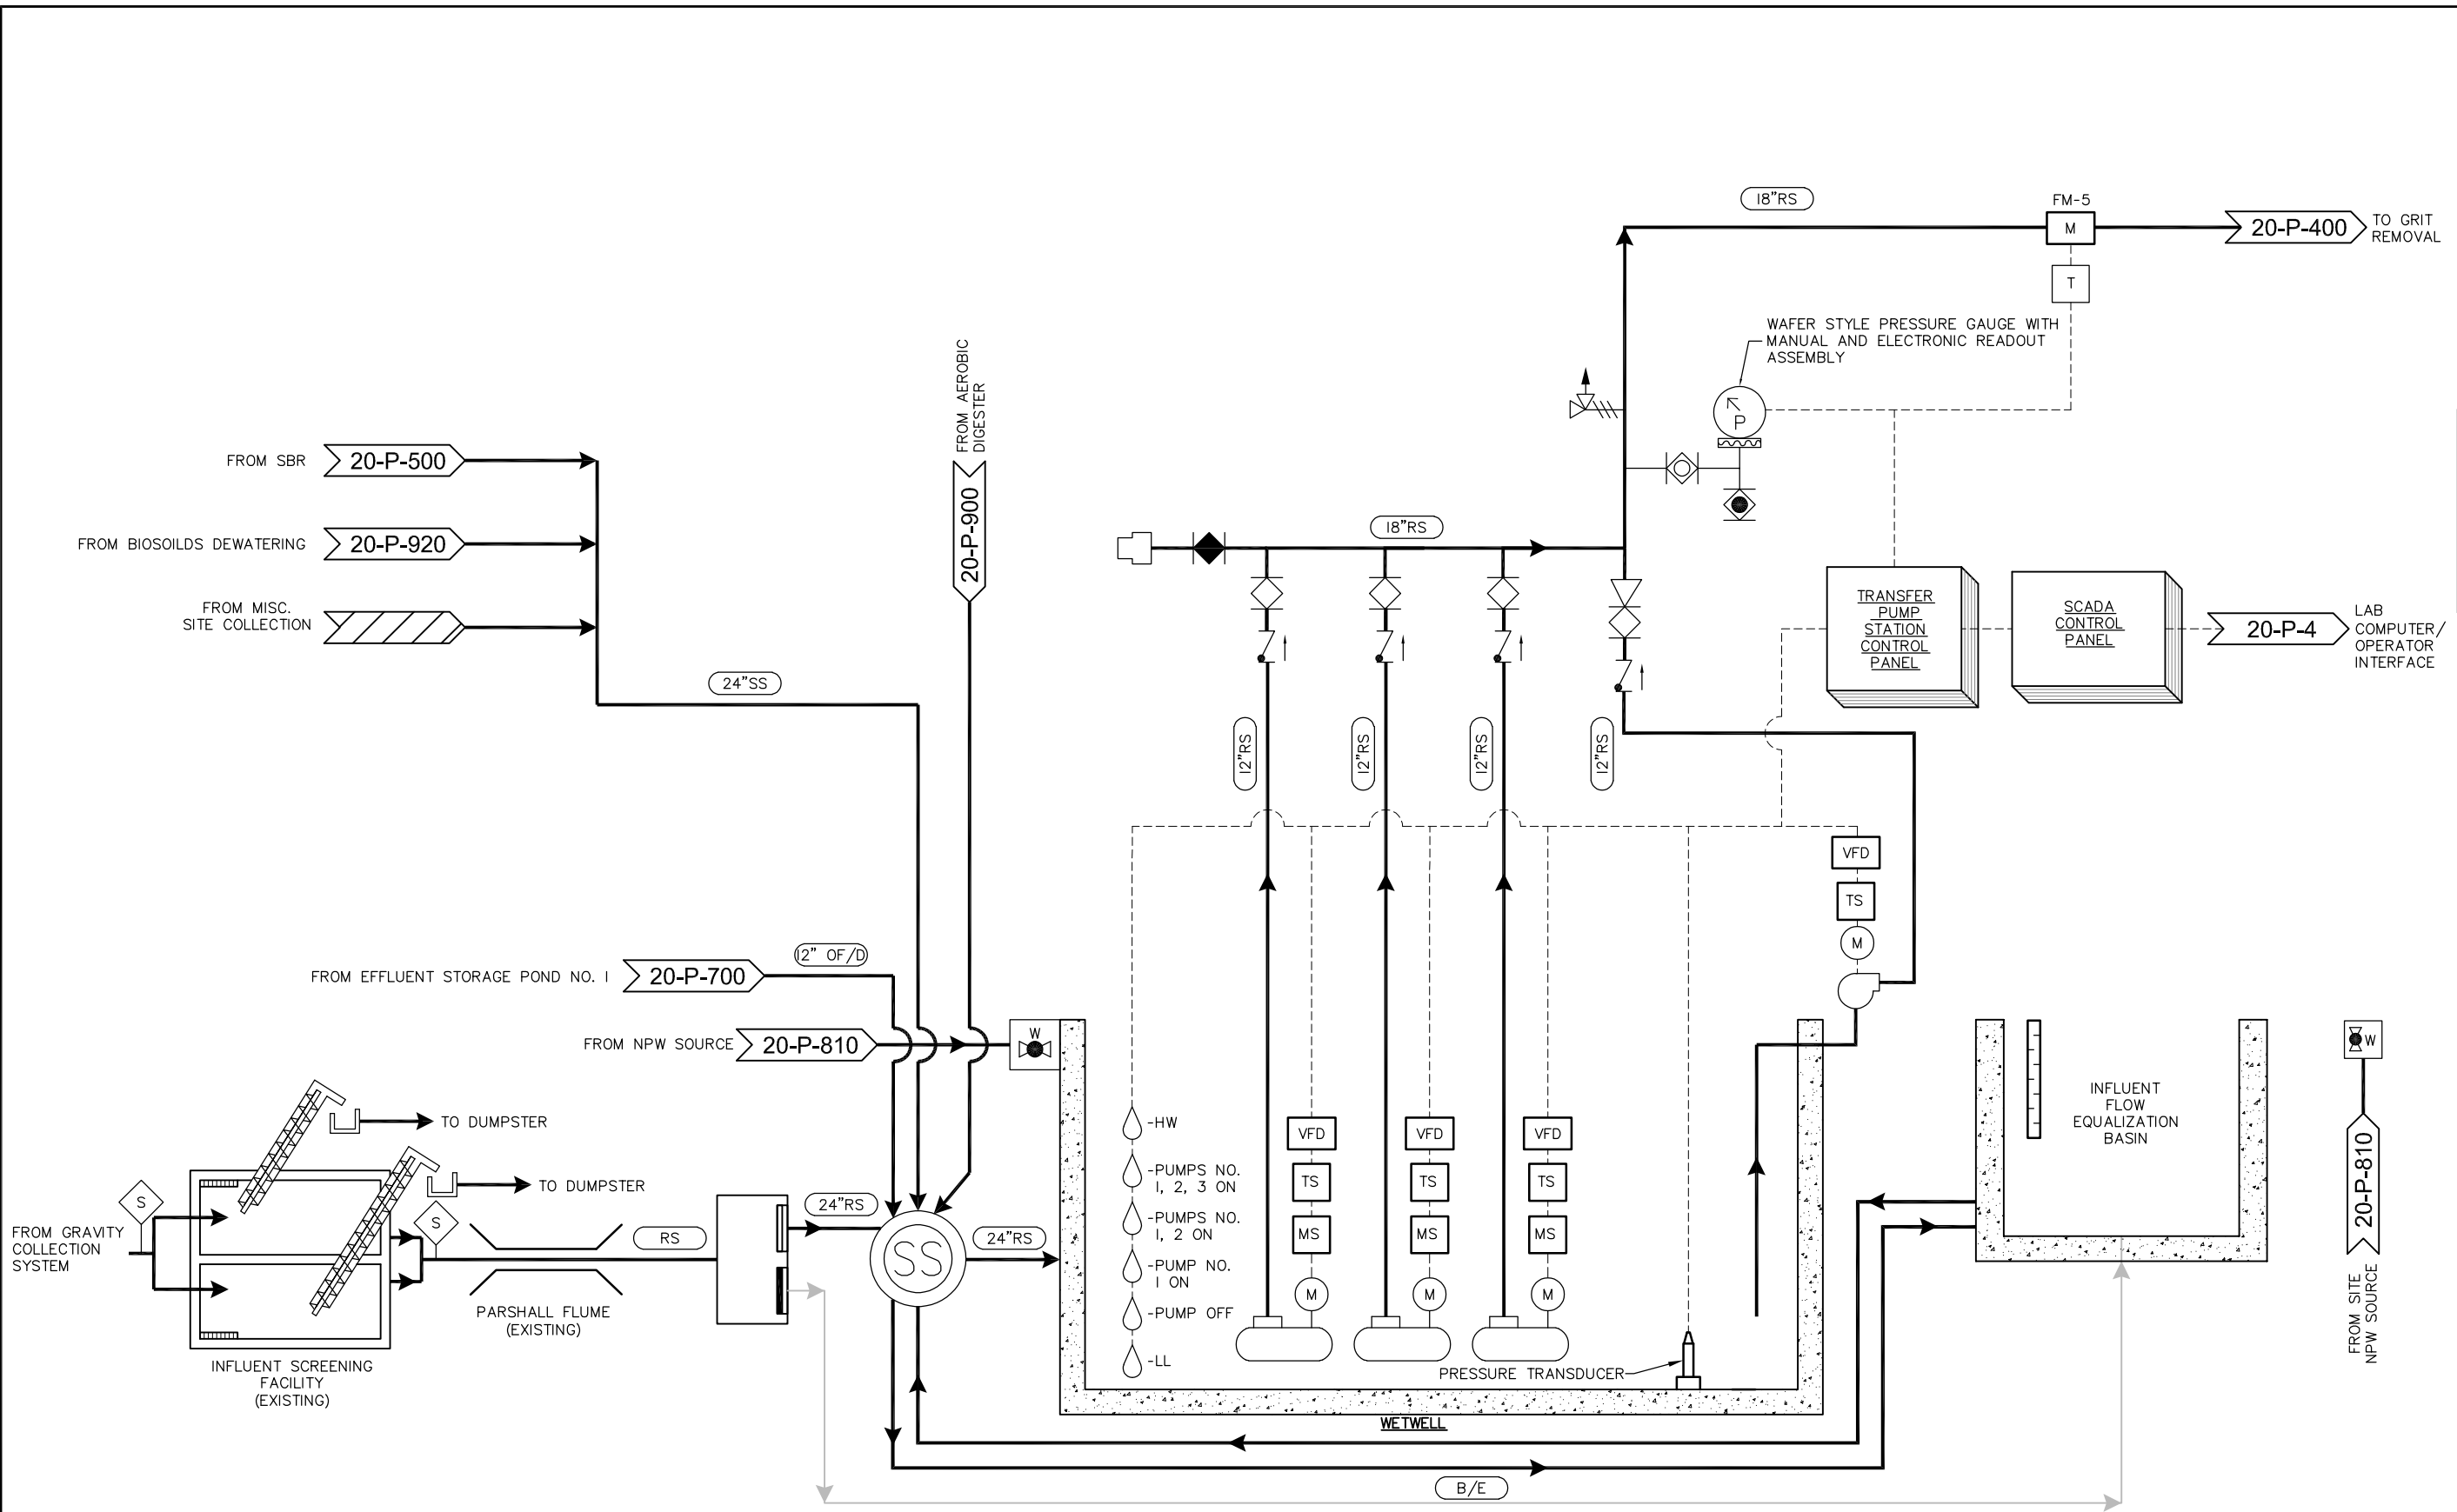 18"RS
FM-5
M
20-P-400
TO GRIT
REMOVAL
T
WAFER STYLE PRESSURE GAUGE WITH
MANUAL AND ELECTRONIC READOUT
ASSEMBLY
P
FROM AEROBIC
DIGESTER
20-P-900
FROM SBR
20-P-500
FROM BIOSOILDS DEWATERING
20-P-920
FROM MISC.
SITE COLLECTION
24"SS
18"RS
TRANSFER
PUMP
STATION
CONTROL
PANEL
SCADA
CONTROL
PANEL
20-P-4
LAB
COMPUTER/
OPERATOR
INTERFACE
12"RS
12"RS
12"RS
12"RS
VFD
TS
M
12" OF/D
FROM EFFLUENT STORAGE POND NO. 1
20-P-700
FROM NPW SOURCE
20-P-810
W
TO DUMPSTER
TO DUMPSTER
S
S
FROM GRAVITY
COLLECTION
SYSTEM
INFLUENT SCREENING
FACILITY
(EXISTING)
PARSHALL FLUME
(EXISTING)
RS
24"RS
SS
24"RS
-HW
-PUMPS NO.
1, 2, 3 ON
-PUMPS NO.
1, 2 ON
-PUMP NO.
1 ON
-PUMP OFF
-LL
VFD
TS
MS
M
VFD
TS
MS
M
VFD
TS
MS
M
PRESSURE TRANSDUCER
WETWELL
INFLUENT
FLOW
EQUALIZATION
BASIN
W
20-P-810
FROM SITE
NPW SOURCE
B/E